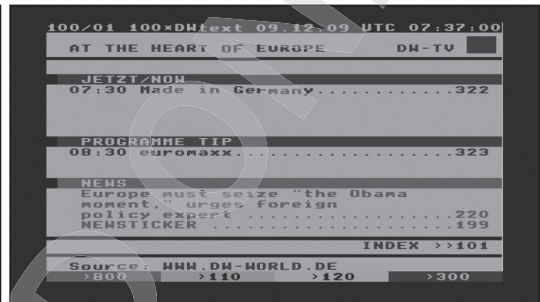 100/01 100*DWtext 09.12.09 UTC 07:37:00
AT THE HEART OF EUROPE DW-TV
JETZT/NOW
07:30 Made in Germany............322
PROGRAMME TIP
08:30 euromaxx...................323
NEWS
Europe must seize "the Obama
moment," urges foreign
policy expert ..................220
NEWSTICKER .....................199
INDEX >>101
Source: WWW.DW-WORLD.DE
>800 >110 >120 >300